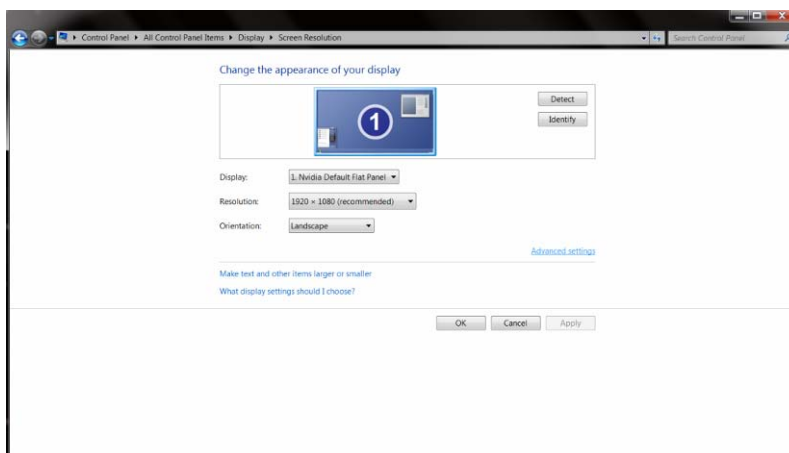 Control Panel All Control Panel Items Display Screen Resolution Search Control Panel
Change the appearance of your display
1
Detect
Identify
Display: 1. Nvidia Default Flat Panel
Resolution: 1920 × 1080 (recommended)
Orientation: Landscape
Advanced settings
Make text and other items larger or smaller
What display settings should I choose?
OK Cancel Apply